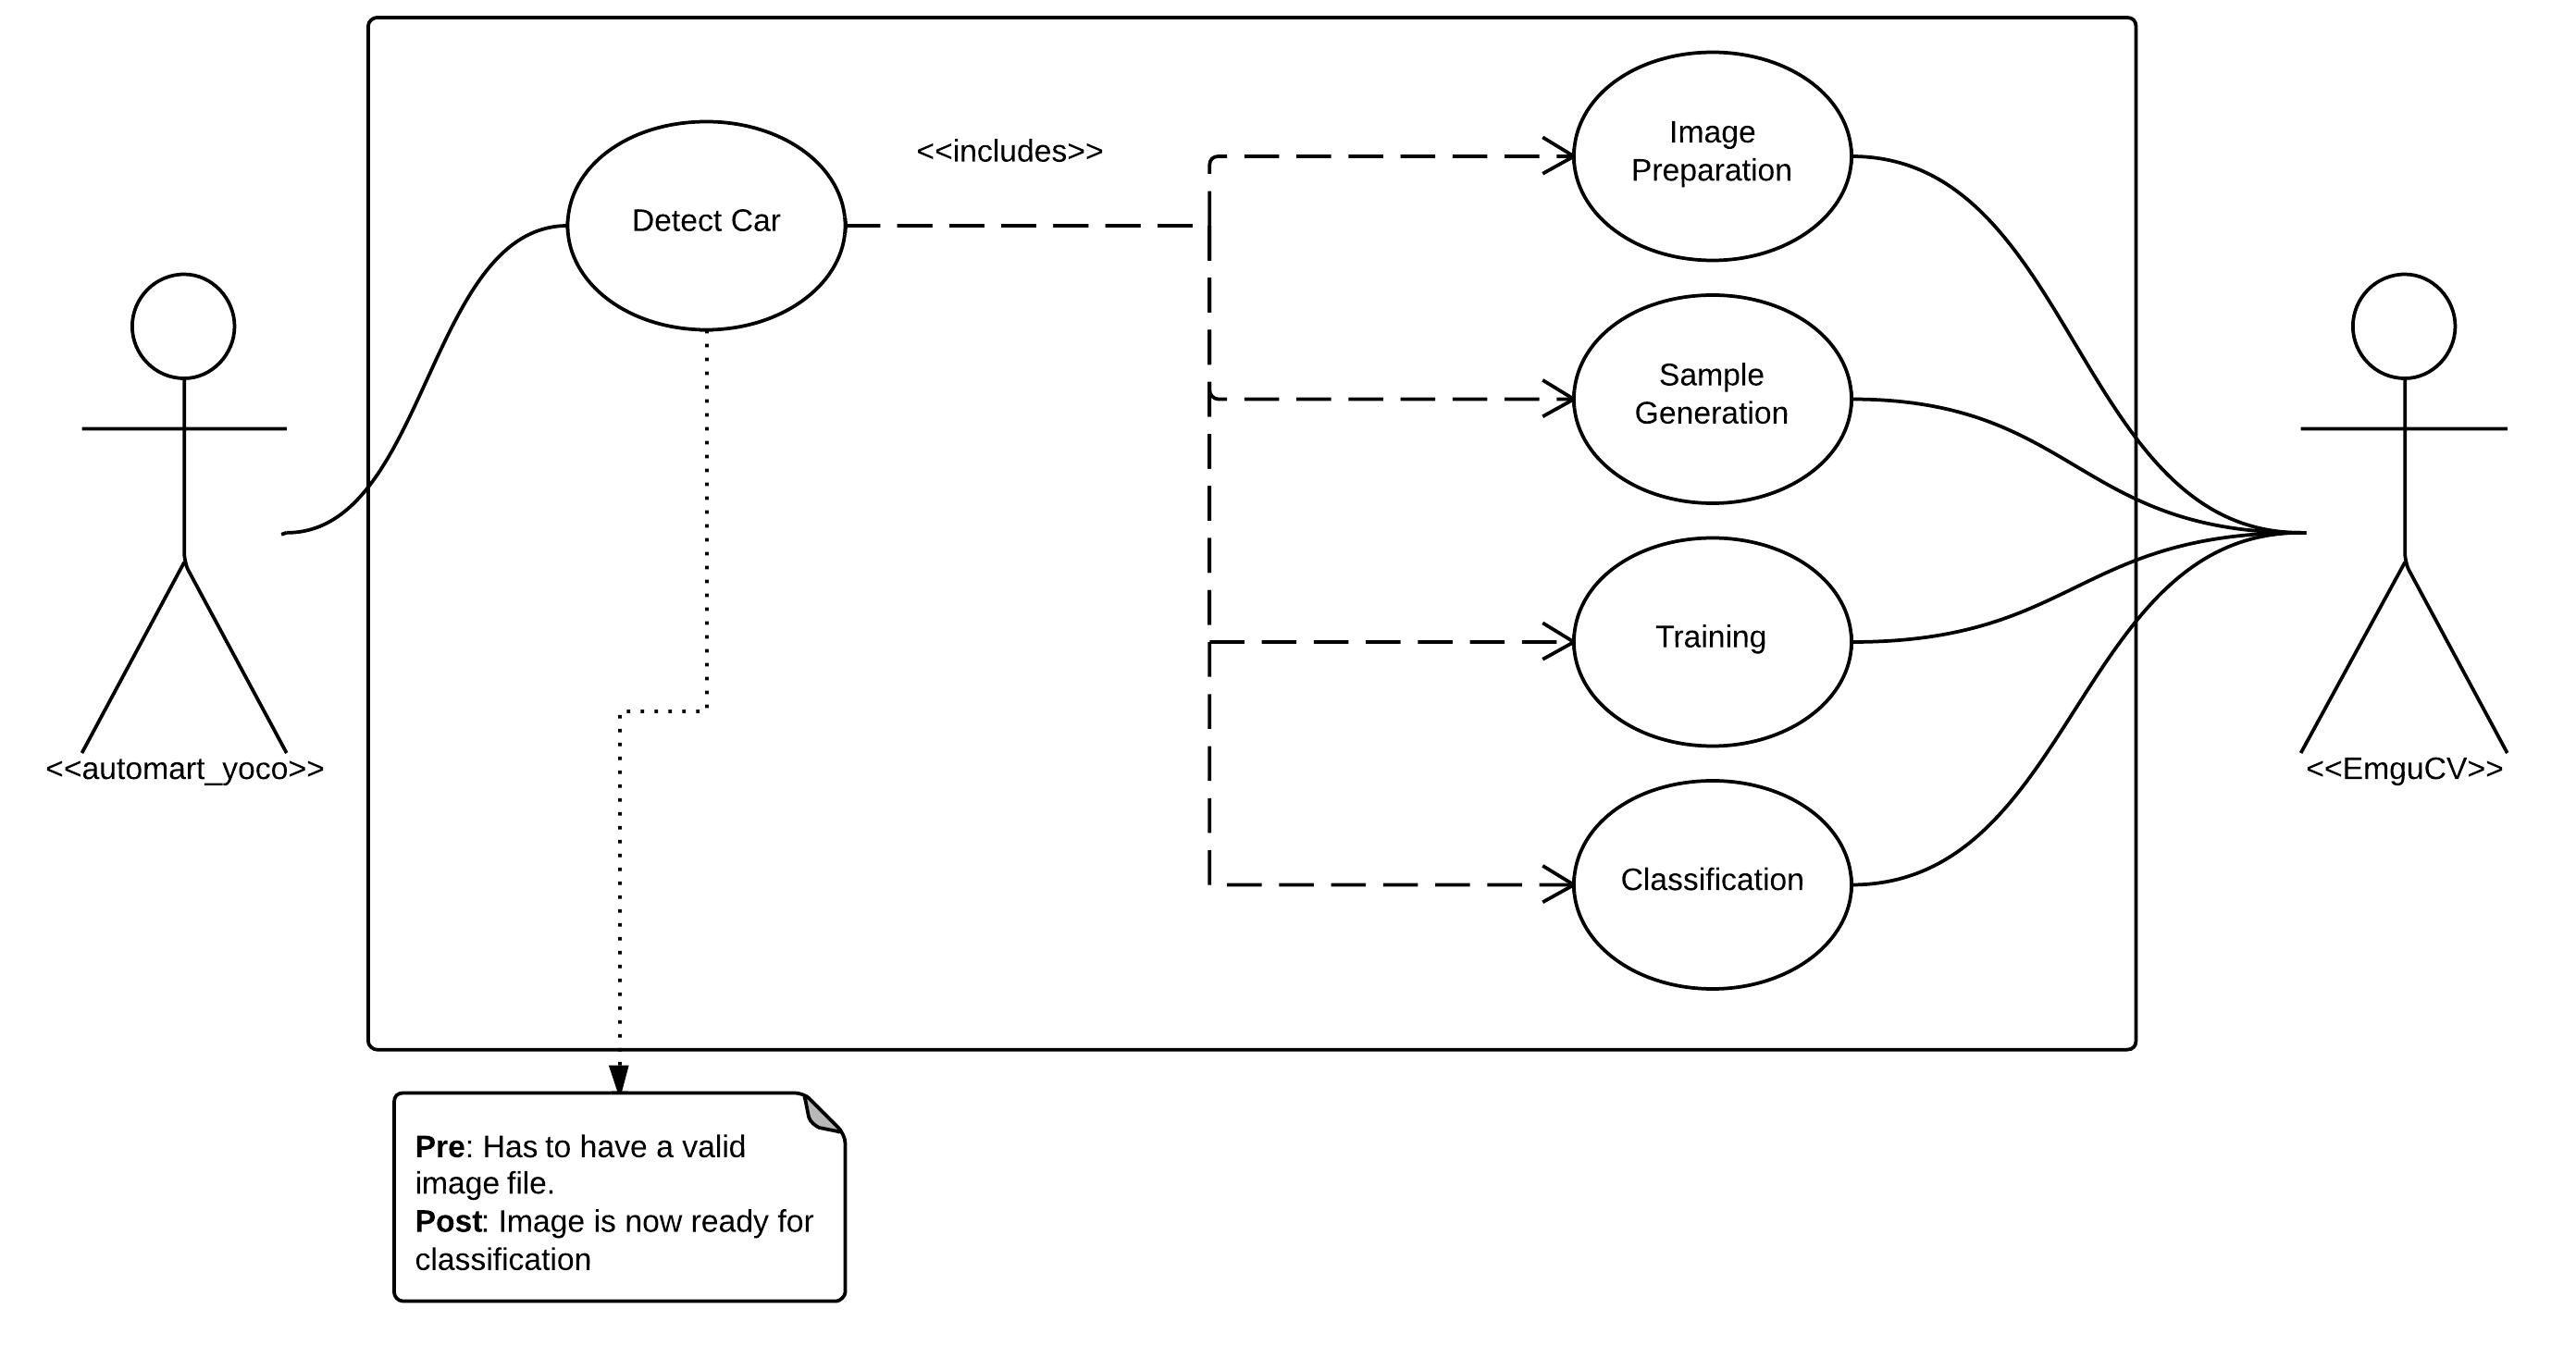 Image
Preparation
<<includes>>
Detect Car
Sample
Generation
Training
<<automart_yoco>>
<<EmguCV>>
Classification
Pre: Has to have a valid
image file.
Post: Image is now ready for
classification